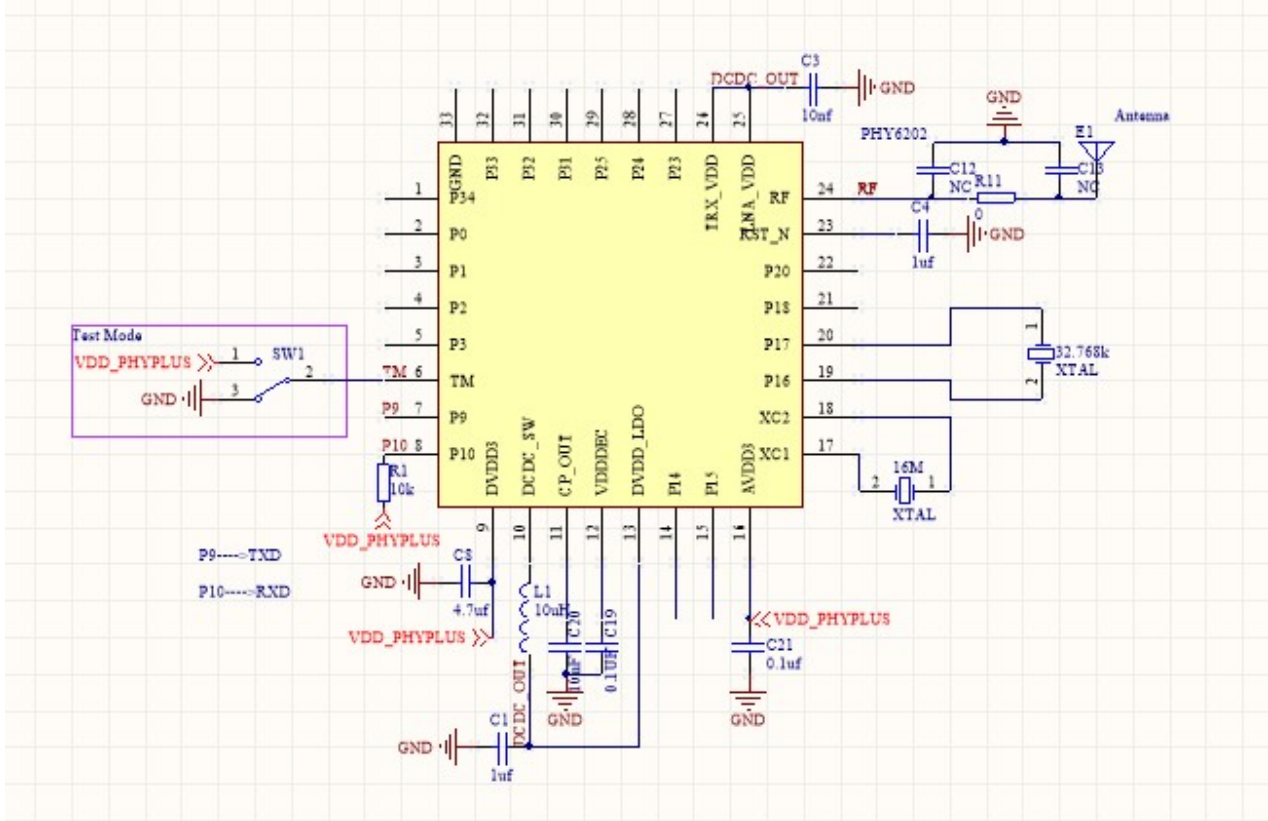 DCDC_OUT
C3
10nf
GND
33
32
31
30
29
28
27
26
25
GND
P33
P32
P31
P25
P24
P23
TRX_VDD
LNA_VDD
PHY6202
GND
E1
Antenna
C12
NC
R11
0
C13
NC
1
P34
RF
24
RF
2
P0
RST_N
23
C4
1uf
GND
3
P1
P20
22
4
P2
P18
21
5
P3
P17
20
1
32.768k
XTAL
2
Test Mode
VDD_PHYPLUS
1
SW1
2
GND
3
TM
6
TM
P16
19
P9
7
P9
XC2
18
P10
8
P10
XC1
17
R1
10k
VDD_PHYPLUS
2
16M
1
XTAL
DVDD3
DCDC_SW
CP_OUT
VDDDEC
DVDD_LDO
P14
P15
AVDD3
9
10
11
12
13
14
15
16
P9---->TXD
P10---->RXD
GND
C8
4.7uf
VDD_PHYPLUS
L1
10uH
C20
C19
0.1UF
GND
VDD_PHYPLUS
C21
0.1uf
GND
DCDC_OUT
GND
C1
1uf